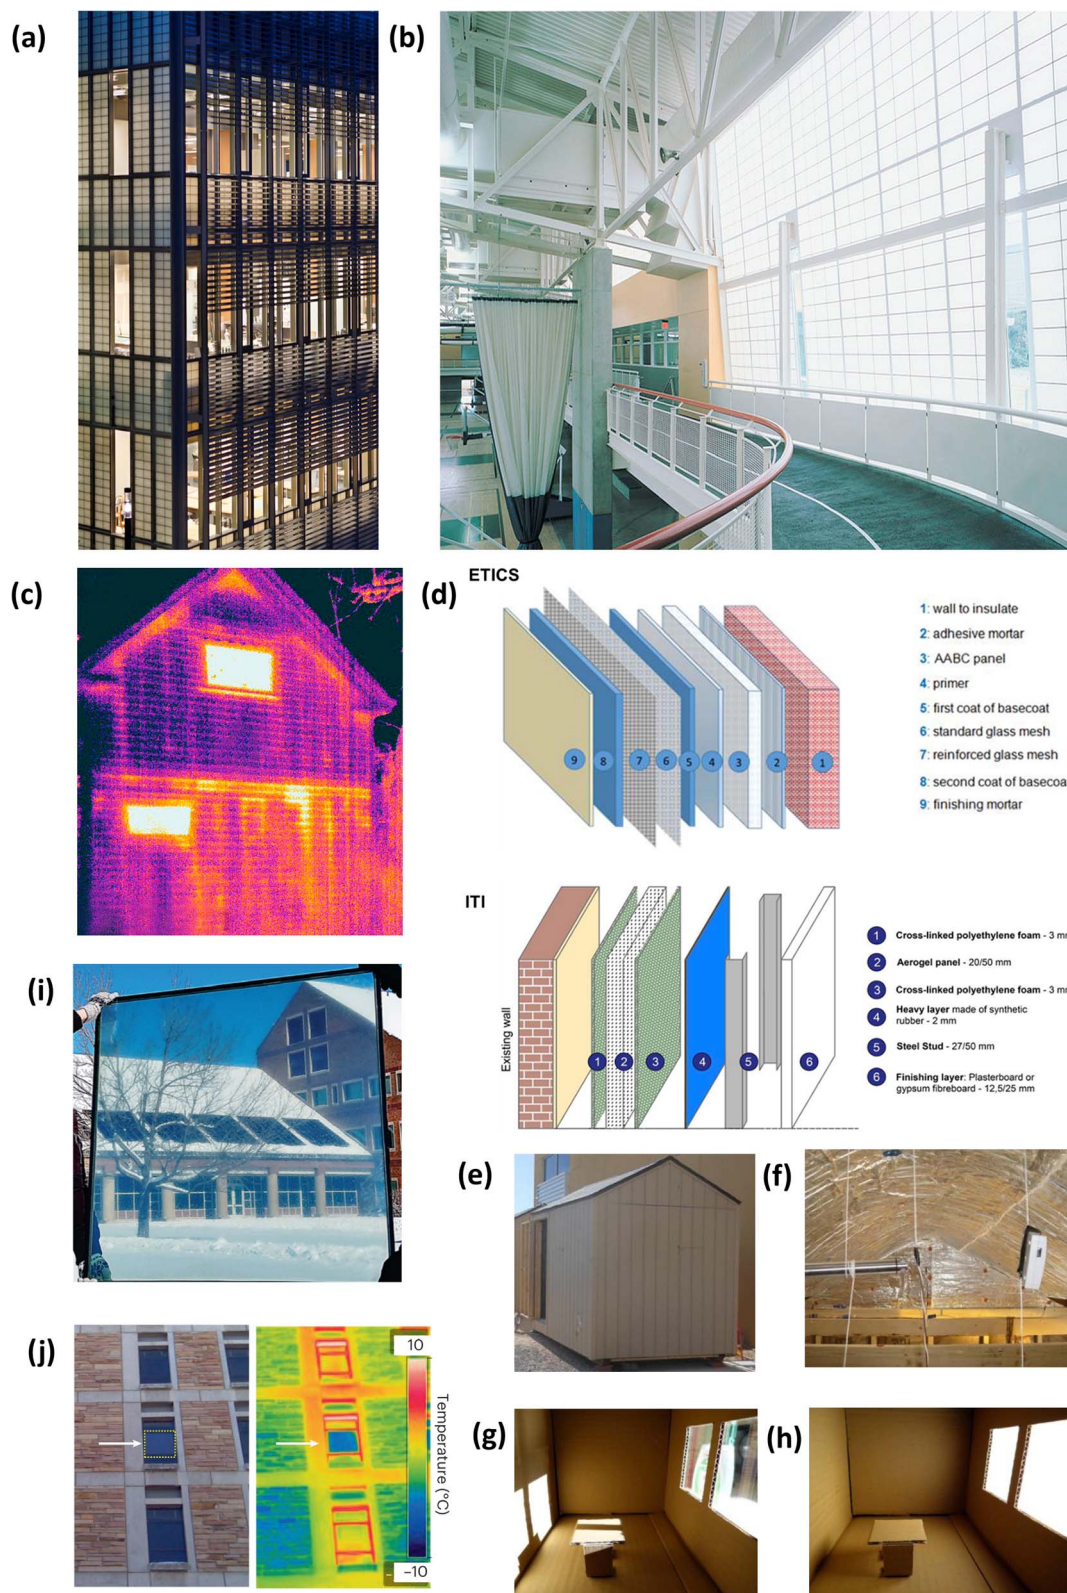 (a)
(b)
(c)
(d)
ETICS
1: wall to insulate
2: adhesive mortar
3: AABC panel
4: primer
5: first coat of basecoat
6: standard glass mesh
7: reinforced glass mesh
8: second coat of basecoa
9: finishing mortar
9 8 7 6 5 4 3 2 1
ITI
Existing wall
1 2 3 4 5 6
1 Cross-linked polyethylene foam - 3 mm
2 Aerogel panel - 20/50 mm
3 Cross-linked polyethylene foam - 3 mm
4 Heavy layer made of synthetic
rubber - 2 mm
5 Steel Stud - 27/50 mm
6 Finishing layer: Plasterboard or
gypsum fibreboard - 12,5/25 mm
(i)
(e)
(f)
(j)
10
Temperature (°C)
-10
(g)
(h)